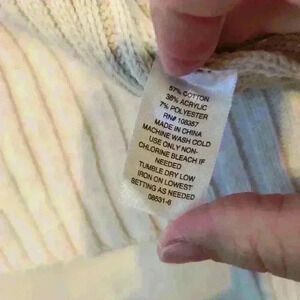 57% COTTON
36% ACRYLIC
7% POLYESTER
RN# 109357
MADE IN CHINA
MACHINE WASH COLD
USE ONLY NON-
CHLORINE BLEACH IF
NEEDED
TUMBLE DRY LOW
IRON ON LOWEST
SETTING AS NEEDED
08531-6